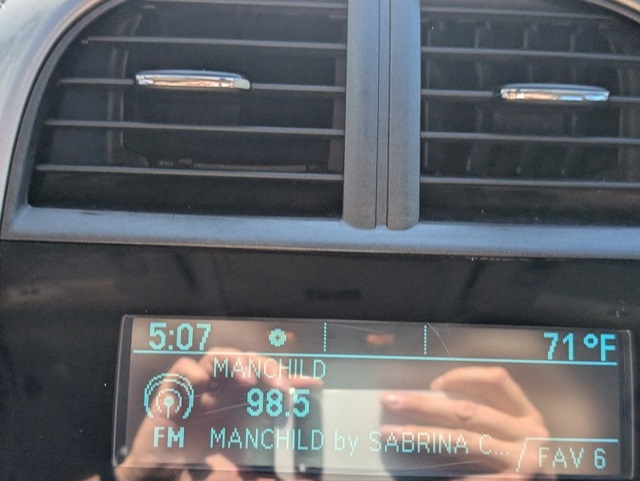 5:07 71°F
MANCHILD
98.5
FM MANCHILD by SABRINA C... FAV 6